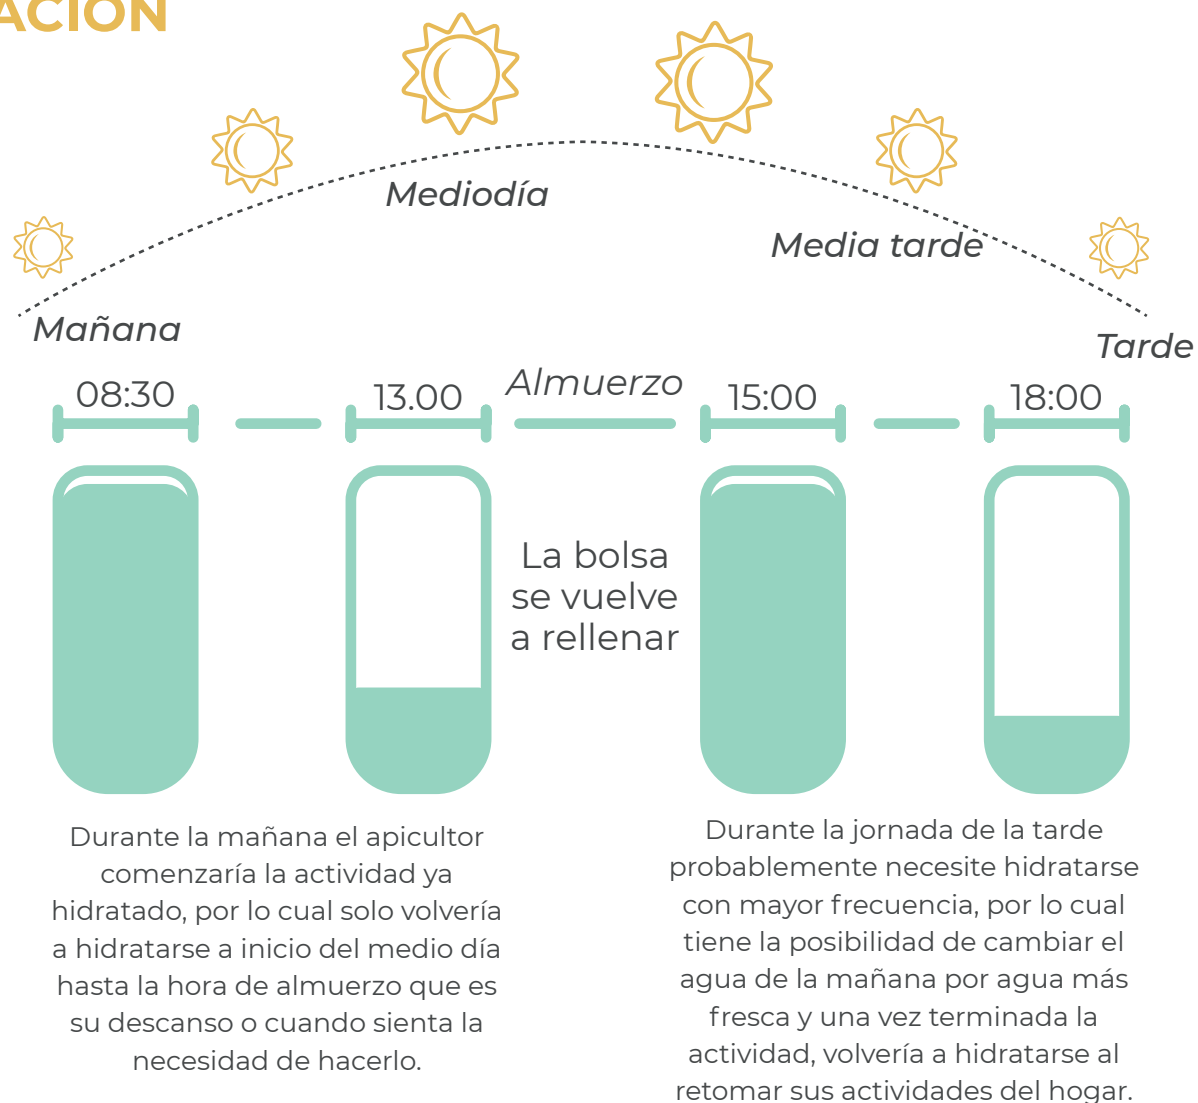 ACIÓN
Mediodía
Media tarde
Mañana
Tarde
08:30
13.00
Almuerzo
15:00
18:00
La bolsa
se vuelve
a rellenar
Durante la mañana el apicultor
comenzaría la actividad ya
hidratado, por lo cual solo volvería
a hidratarse a inicio del medio día
hasta la hora de almuerzo que es
su descanso o cuando sienta la
necesidad de hacerlo.
Durante la jornada de la tarde
probablemente necesite hidratarse
con mayor frecuencia, por lo cual
tiene la posibilidad de cambiar el
agua de la mañana por agua más
fresca y una vez terminada la
actividad, volvería a hidratarse al
retomar sus actividades del hogar.